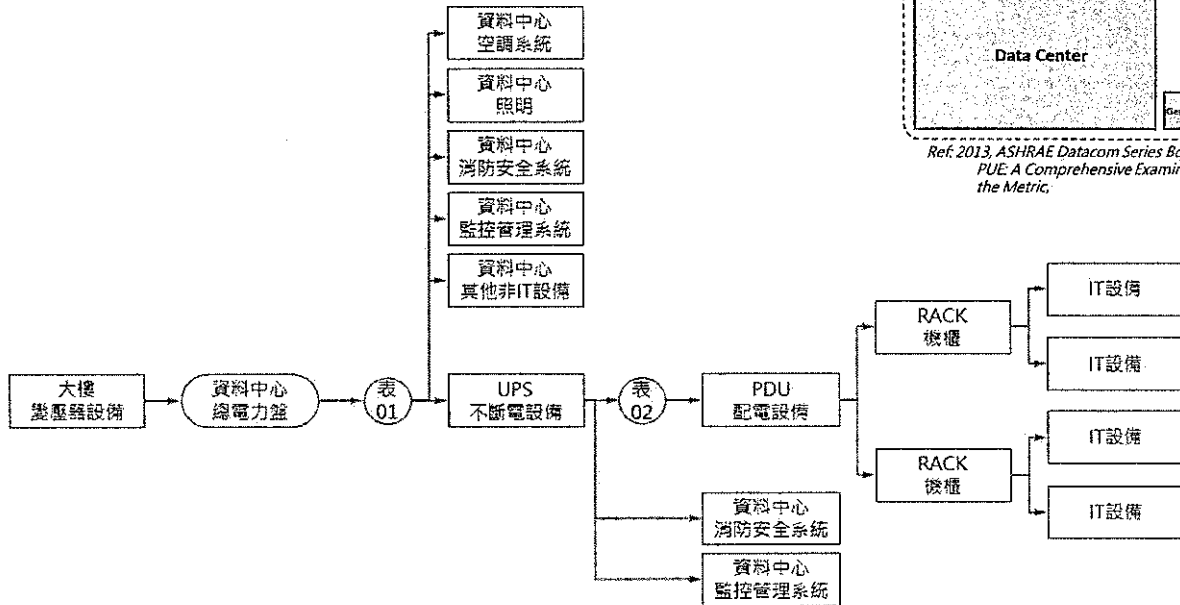 資料中心
空調系統
資料中心
照明
資料中心
消防安全系統
資料中心
監控管理系統
資料中心
其他非IT設備
Data Center
Ref: 2013, ASHRAE Datacom Series
PUE: A Comprehensive
the Metric,
大樓
變壓器設備
資料中心
總電力盤
表
01
UPS
不斷電設備
表
02
PDU
配電設備
RACK
機櫃
IT設備
IT設備
RACK
機櫃
IT設備
IT設備
資料中心
消防安全系統
資料中心
監控管理系統